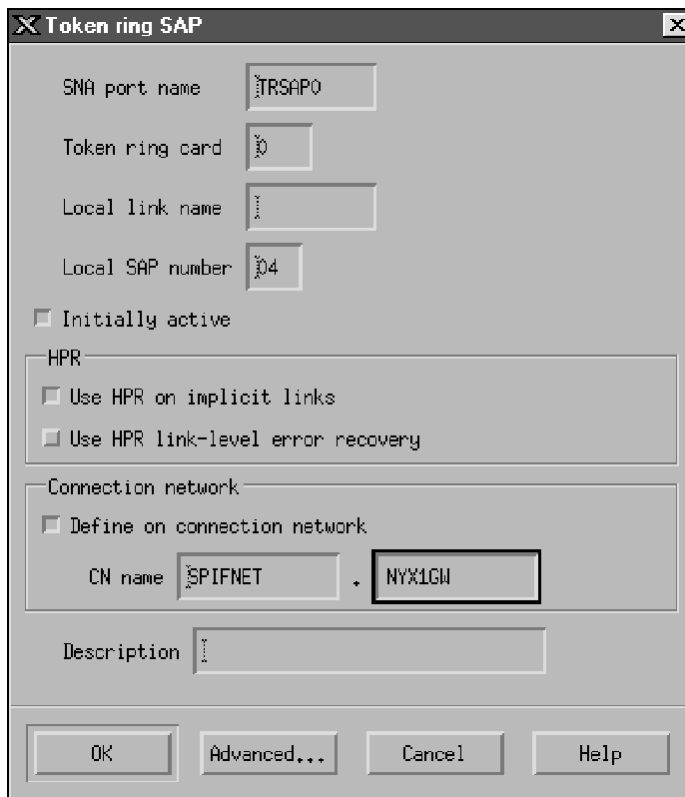 Token ring SAP
SNA port name TRSAP0
Token ring card 0
Local link name
Local SAP number 04
Initially active
HPR
Use HPR on implicit links
Use HPR link-level error recovery
Connection network
Define on connection network
CN name SPIFNET . NYX1GW
Description
OK Advanced... Cancel Help